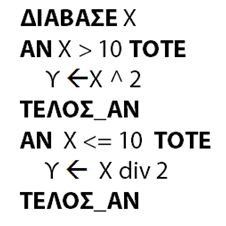 ΔΙΑΒΑΣΕ Χ
ΑΝ Χ > 10 ΤΟΤΕ
Υ 🡨Χ ^ 2
ΤΕΛΟΣ_ΑΝ
ΑΝ Χ <= 10 ΤΟΤΕ
Υ 🡨 Χ div 2
ΤΕΛΟΣ_ΑΝ